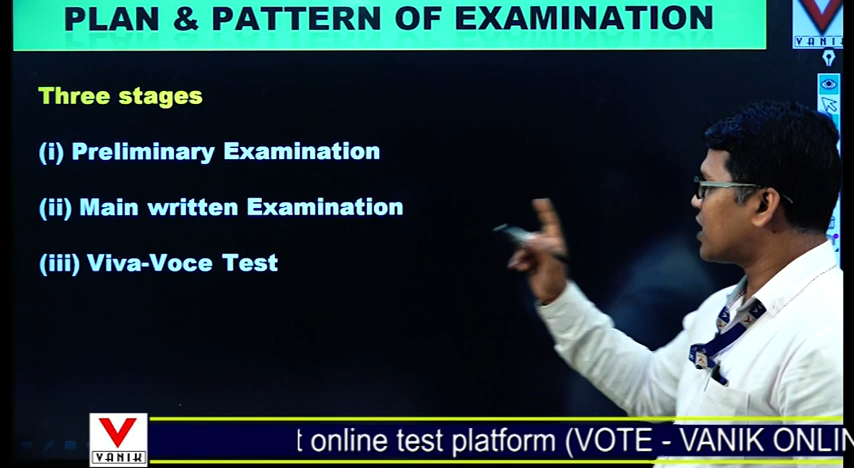 PLAN & PATTERN OF EXAMINATION
VANIK
Three stages
(i) Preliminary Examination
(ii) Main written Examination
(iii) Viva-Voce Test
VANIK
t online test platform (VOTE - VANIK ONLIN